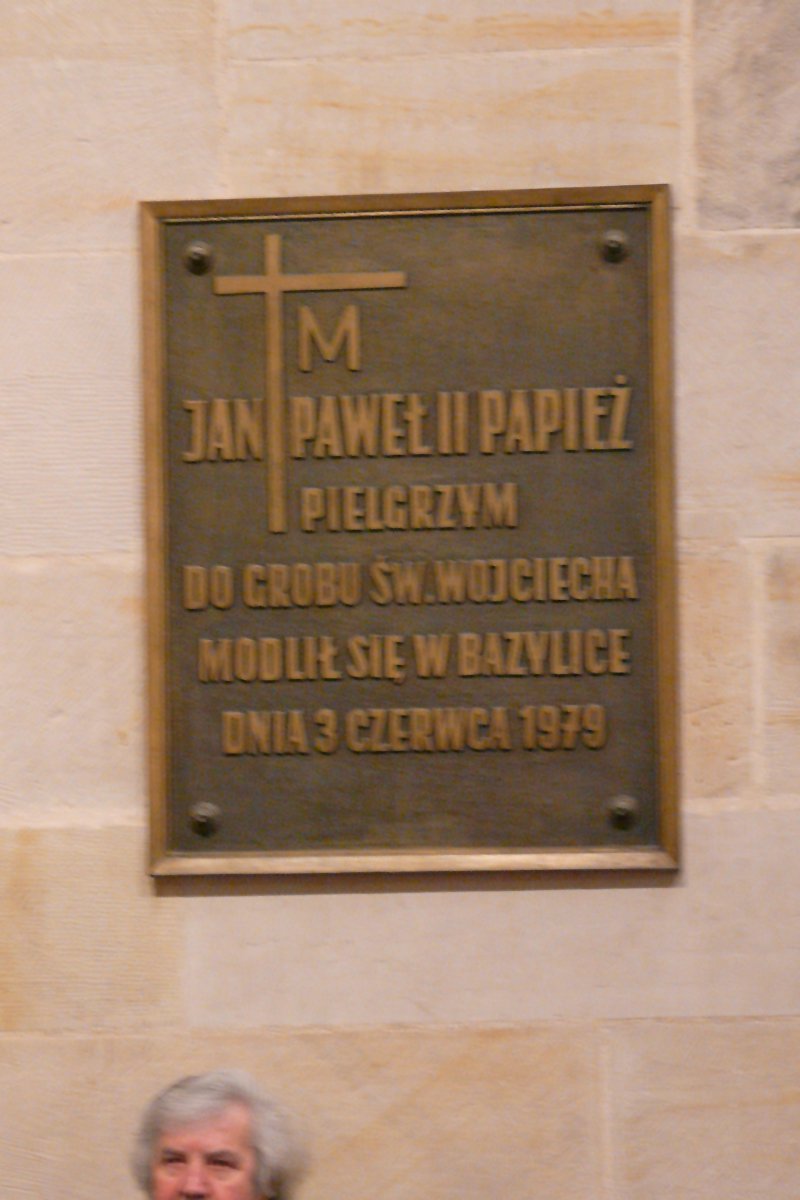 M
JAN PAWEŁ II PAPIEŻ
PIELGRZYM
DO GROBU ŚW. WOJCIECHA
MODLIŁ SIĘ W BAZYLICE
DNIA 3 CZERWCA 1979